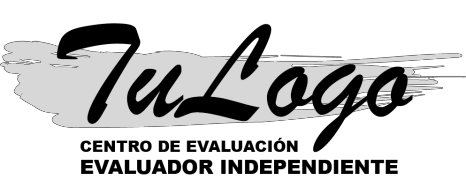 TuLogo
CENTRO DE EVALUACIÓN
EVALUADOR INDEPENDIENTE